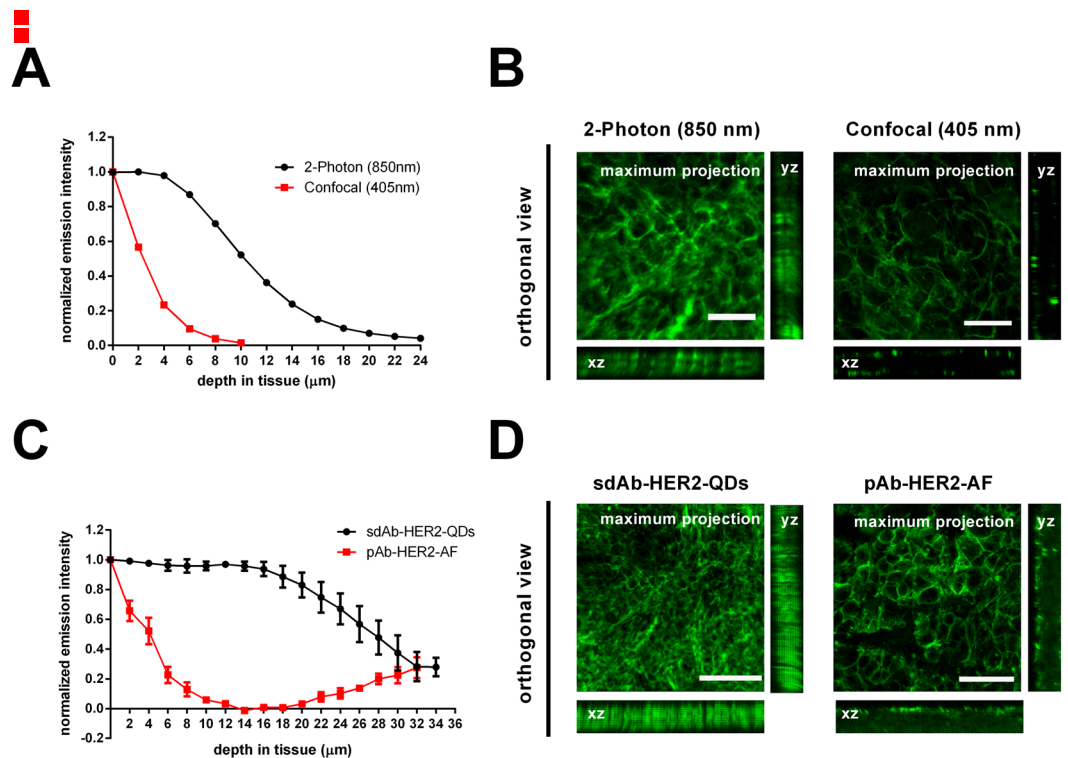 A
1.2
1.0
0.8
0.6
0.4
0.2
0.0
normalized emission intensity
0 2 4 6 8 10 12 14 16 18 20 22 24
depth in tissue (μm)
2-Photon (850nm)
Confocal (405nm)
B
2-Photon (850 nm)
Confocal (405 nm)
orthogonal view
maximum projection
yz
xz
maximum projection
yz
xz
C
1.2
1.0
0.8
0.6
0.4
0.2
0.0
-0.2
normalized emission intensity
2 4 6 8 10 12 14 16 18 20 22 24 26 28 30 32 34 36
depth in tissue (μm)
sdAb-HER2-QDs
pAb-HER2-AF
D
sdAb-HER2-QDs
pAb-HER2-AF
orthogonal view
maximum projection
yz
xz
maximum projection
yz
xz